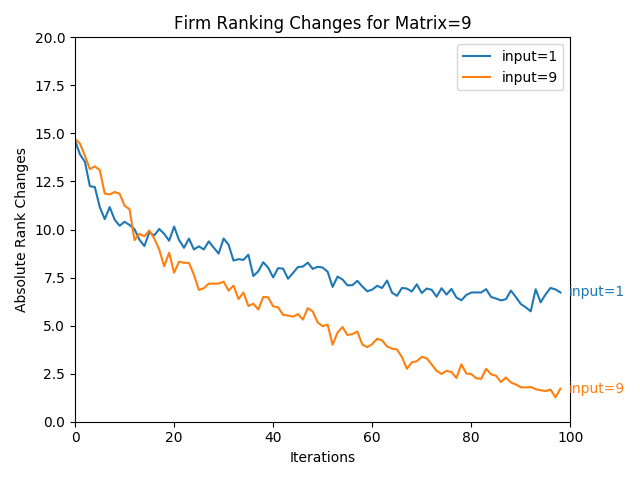 Firm Ranking Changes for Matrix=9
20.0
17.5
15.0
12.5
10.0
7.5
5.0
2.5
0.0
Absolute Rank Changes
input=1
input=9
input=1
input=9
0 20 40 60 80 100
Iterations